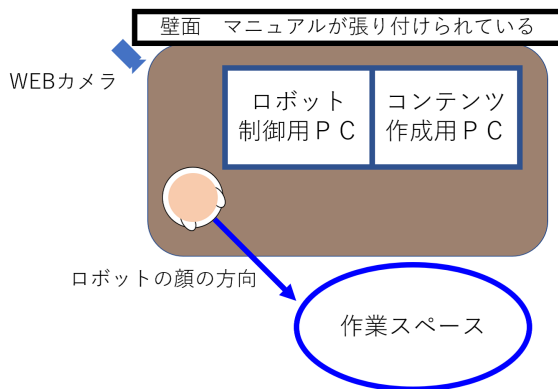 壁面　マニュアルが張り付けられている
WEBカメラ
ロボット
制御用ＰＣ
コンテンツ
作成用ＰＣ
ロボットの顔の方向
作業スペース